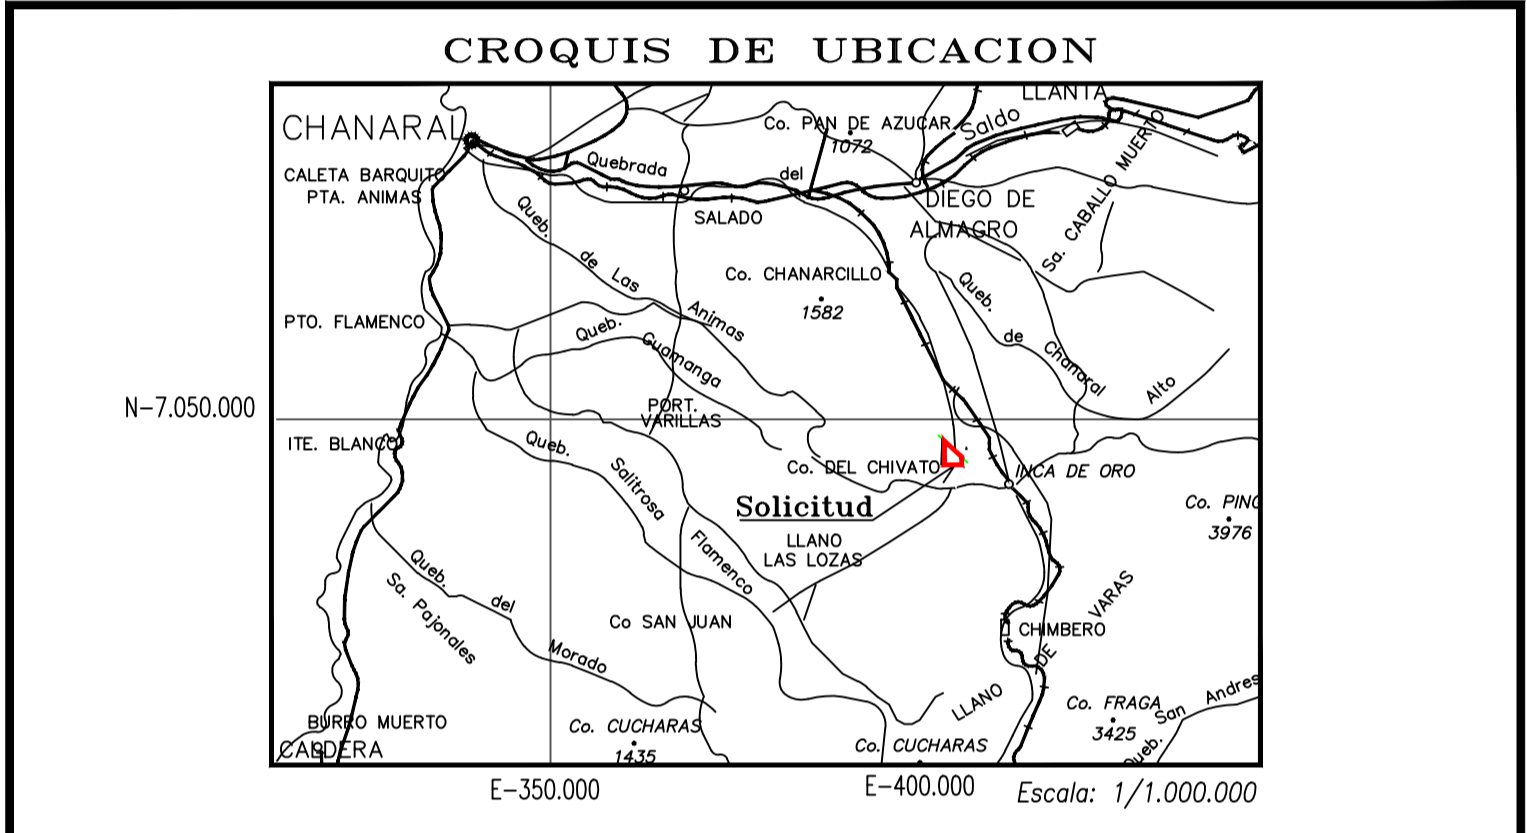 CROQUIS DE UBICACION
LLANTA
CHANARAL
Co. PAN DE AZUCAR
1072
Saldo
Quebrada
del
CALETA BARQUITO
PTA. ANIMAS
SALADO
DIEGO DE
ALMAGRO
Sa. CABALLO MUERTO
Queb.
de Las
Animas
Co. CHANARCILLO
1582
PTO. FLAMENCO
Queb.
Guamanga
Queb.
de
Chanaral
Alto
N-7.050.000
PORT.
VARILLAS
ITE. BLANCO
Queb.
Salitrosa
Flamenco
Co. DEL CHIVATO
INCA DE ORO
Solicitud
Co. PINO
3976
LLANO
LAS LOZAS
Queb.
del
Morado
Sa. Pajonales
Co SAN JUAN
CHIMBERO
LLANO
DE
VARAS
Co. FRAGA
3425
Queb.
San
Andres
BURRO MUERTO
CALDERA
Co. CUCHARAS
1435
Co. CUCHARAS
E-350.000
E-400.000
Escala: 1/1.000.000